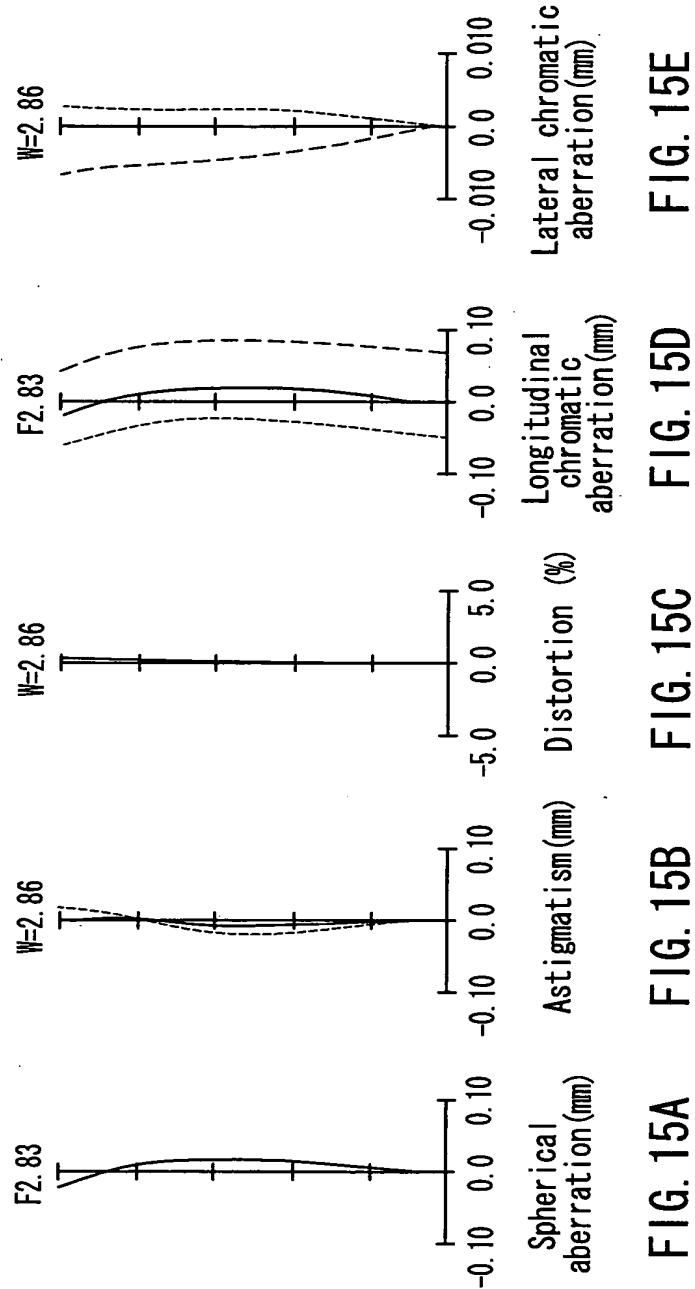 F2.83
-0.10 0.0 0.10
Spherical
aberration(mm)
FIG. 15A
W=2.86
-0.10 0.0 0.10
Astigmatism(mm)
FIG. 15B
W=2.86
-5.0 0.0 5.0
Distortion (%)
FIG. 15C
F2.83
-0.10 0.0 0.10
Longitudinal
chromatic
aberration(mm)
FIG. 15D
W=2.86
-0.010 0.0 0.010
Lateral chromatic
aberration(mm)
FIG. 15E